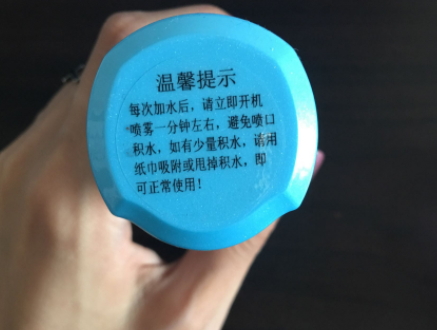 温馨提示
每次加水后，请立即开机
喷雾一分钟左右，避免喷口
积水，如有少量积水，请用
纸巾吸附或甩掉积水，即
可正常使用！